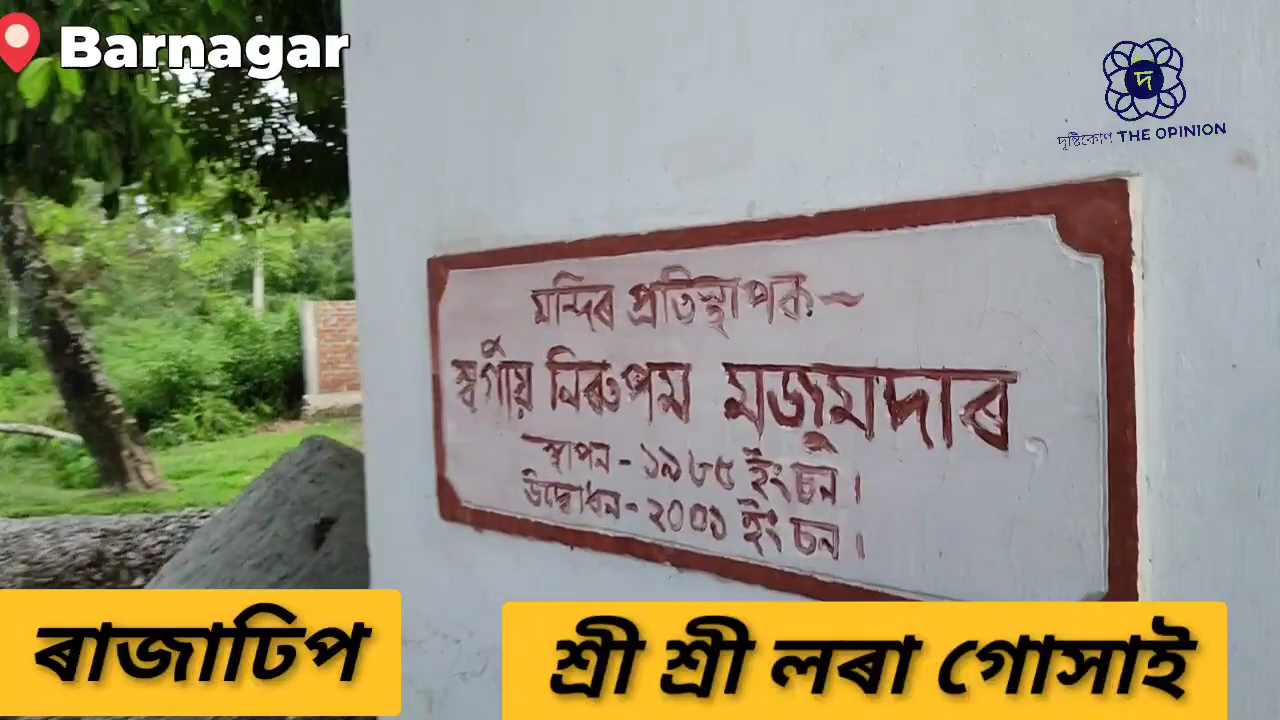 Barnagar
দৃষ্টিকোণ THE OPINION
মন্দিৰ প্ৰতিস্থাপক~
স্বৰ্গীয় নিৰুপম মজুমদাৰ
স্থাপন - ১৯৮৫ ইং চন।
উদ্বোধন - ২০০১ ইং চন।
ৰাজাঢিপ
শ্ৰী শ্ৰী লৰা গোসাই